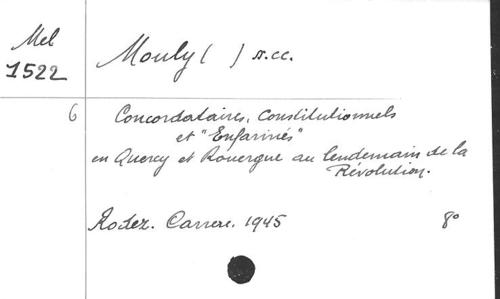 Mel
1522
Mouly ( )
6
Concordataires, Constitutionnels
et "Enfarinés"
en Quercy et Rouergue au lendemain de la
Révolution.
Rodez. Carrere. 1945
8°